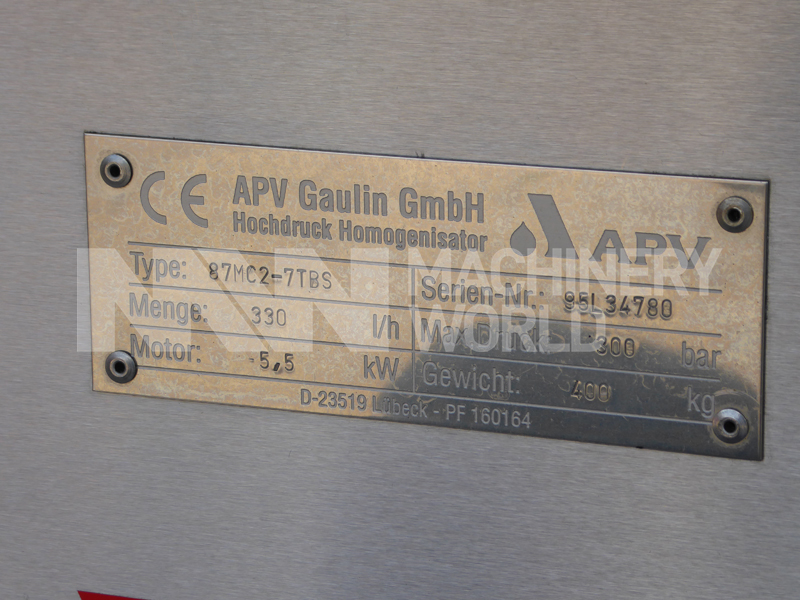 CE APV Gaulin GmbH
Hochdruck Homogenisator
APV
Type: 87MC2-7TBS
Menge: 330 l/h
Motor: 5,5 kW
Serien-Nr.: 95L34780
Max. 300 bar
Gewicht: 400 kg
D-23519 Lübeck - PF 160164
MACHINERY
WORLD